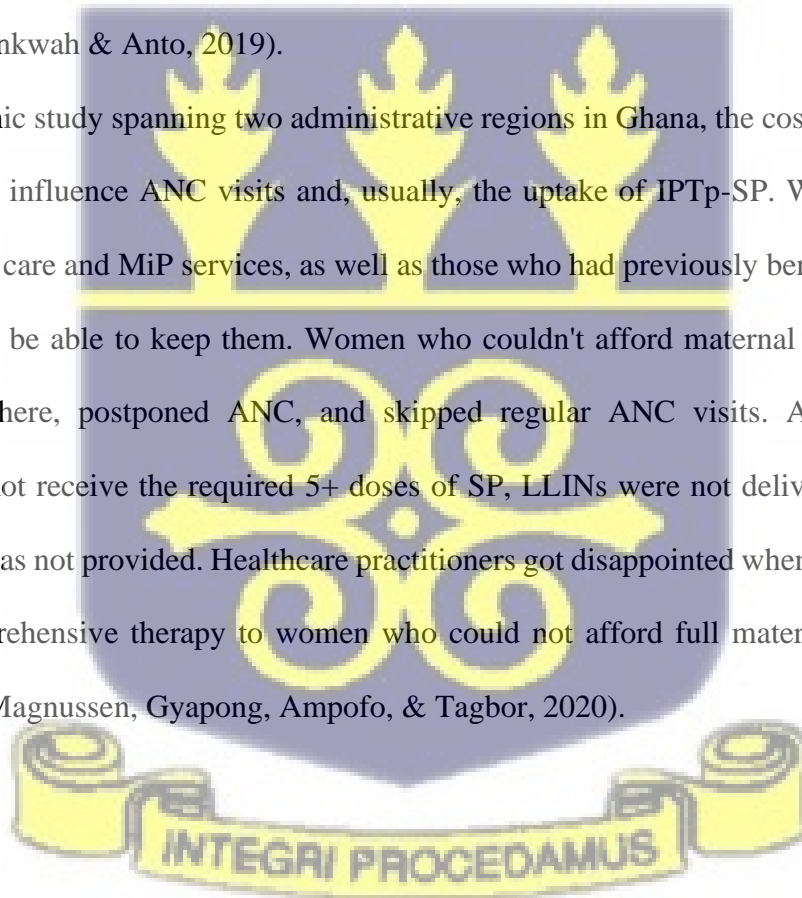 nkwah & Anto, 2019).
nic study spanning two administrative regions in Ghana, the cos
influence ANC visits and, usually, the uptake of IPTp-SP. W
care and MiP services, as well as those who had previously ber
be able to keep them. Women who couldn't afford maternal
here, postponed ANC, and skipped regular ANC visits. A
not receive the required 5+ doses of SP, LLINs were not deliv
as not provided. Healthcare practitioners got disappointed wher
rehensive therapy to women who could not afford full mater
Magnussen, Gyapong, Ampofo, & Tagbor, 2020).
INTEGRI PROCEDAMUS